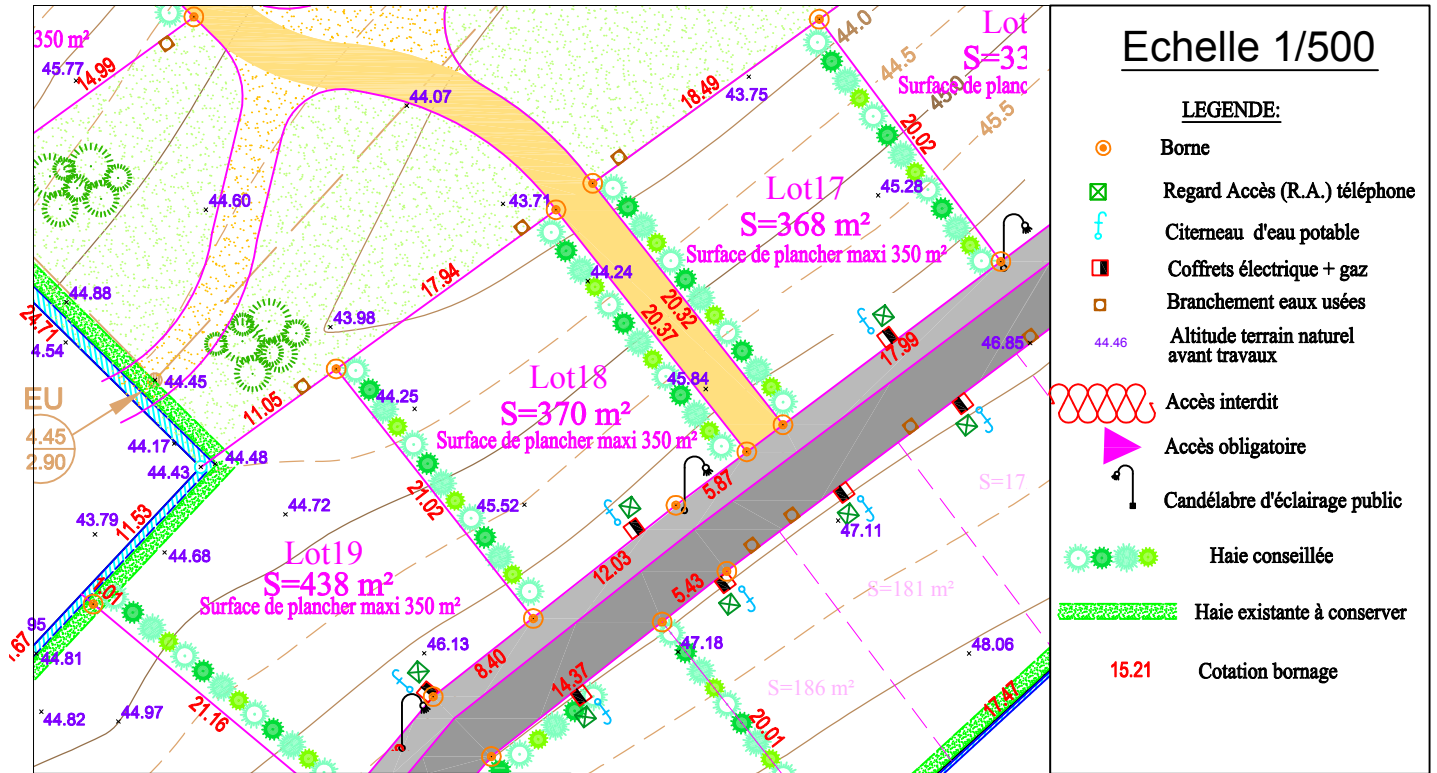 Echelle 1/500
LEGENDE:
Borne
Regard Accès (R.A.) téléphone
Citerneau d'eau potable
Coffrets électrique + gaz
Branchement eaux usées
44.46
Altitude terrain naturel
avant travaux
Accès interdit
Accès obligatoire
Candélabre d'éclairage public
Haie conseillée
Haie existante à conserver
15.21
Cotation bornage
350 m²
45.77
14.99
44.07
18.49
43.75
Lot
S=33
Surface de planc
44.0
44.5
45.0
45.5
20.02
44.60
43.71
45.28
Lot17
S=368 m²
Surface de plancher maxi 350 m²
17.94
44.24
20.32
20.37
44.88
24.71
4.54
43.98
17.99
46.85
44.45
EU
4.45
2.90
11.05
44.25
45.84
Lot18
S=370 m²
Surface de plancher maxi 350 m²
44.17
44.43
44.48
5.87
S=17
21.02
45.52
44.72
43.79
11.53
44.68
47.11
Lot19
S=438 m²
Surface de plancher maxi 350 m²
12.03
5.43
S=181 m²
95
.67
44.81
46.13
8.40
47.18
48.06
14.37
S=186 m²
44.82
44.97
21.16
20.01
17.47